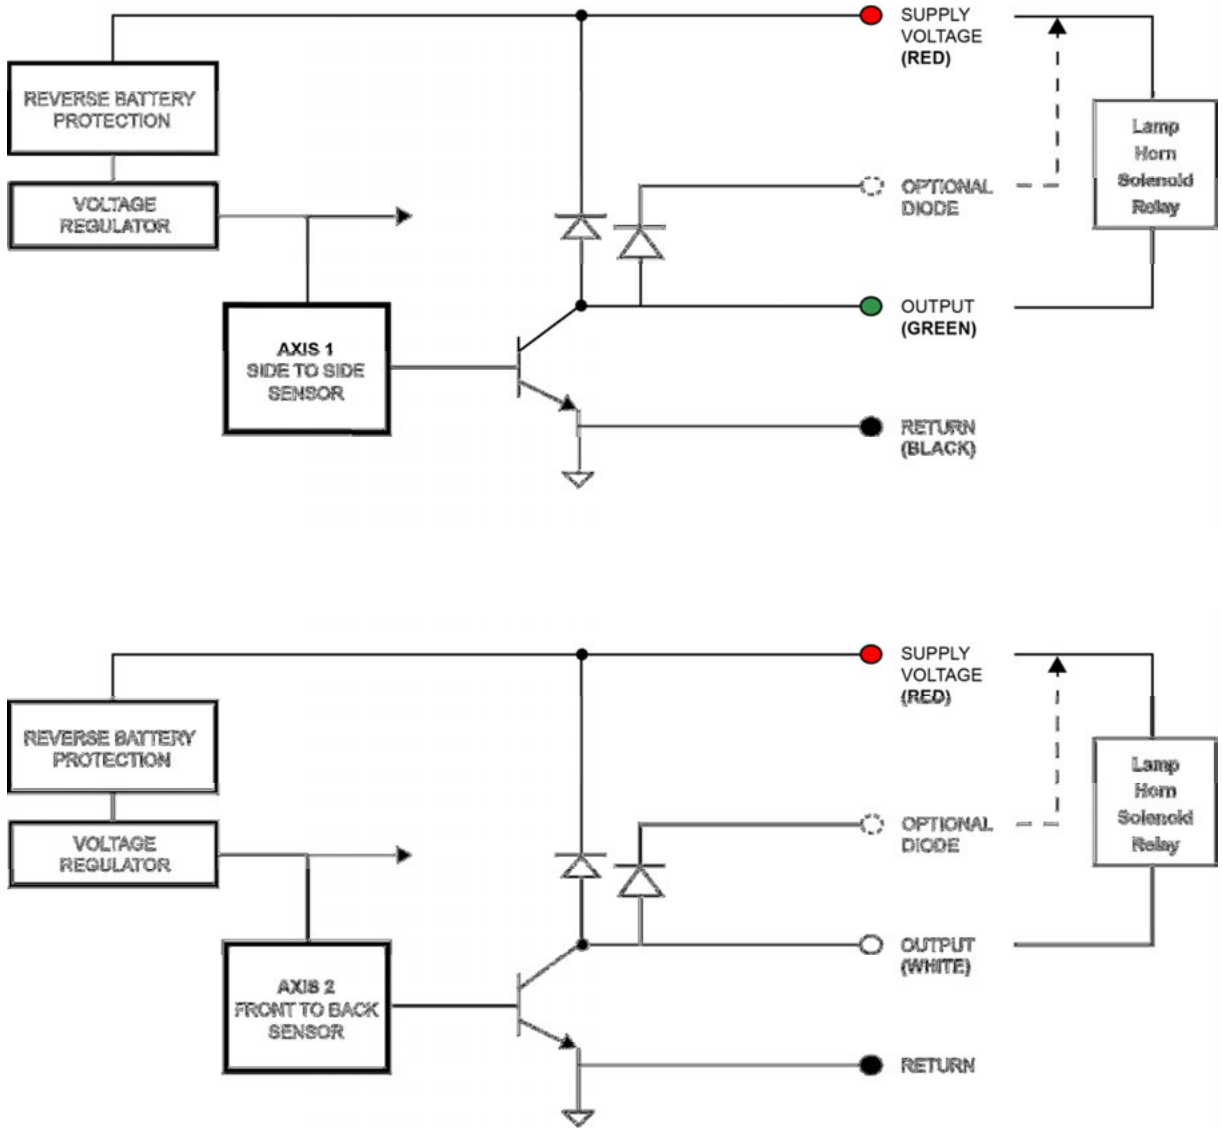 SUPPLY
VOLTAGE
(RED)
REVERSE BATTERY
PROTECTION
Lamp
Horn
Solenoid
Relay
VOLTAGE
REGULATOR
OPTIONAL
DIODE
OUTPUT
(GREEN)
AXIS 1
SIDE TO SIDE
SENSOR
RETURN
(BLACK)
SUPPLY
VOLTAGE
(RED)
REVERSE BATTERY
PROTECTION
Lamp
Horn
Solenoid
Relay
VOLTAGE
REGULATOR
OPTIONAL
DIODE
OUTPUT
(WHITE)
AXIS 2
FRONT TO BACK
SENSOR
RETURN